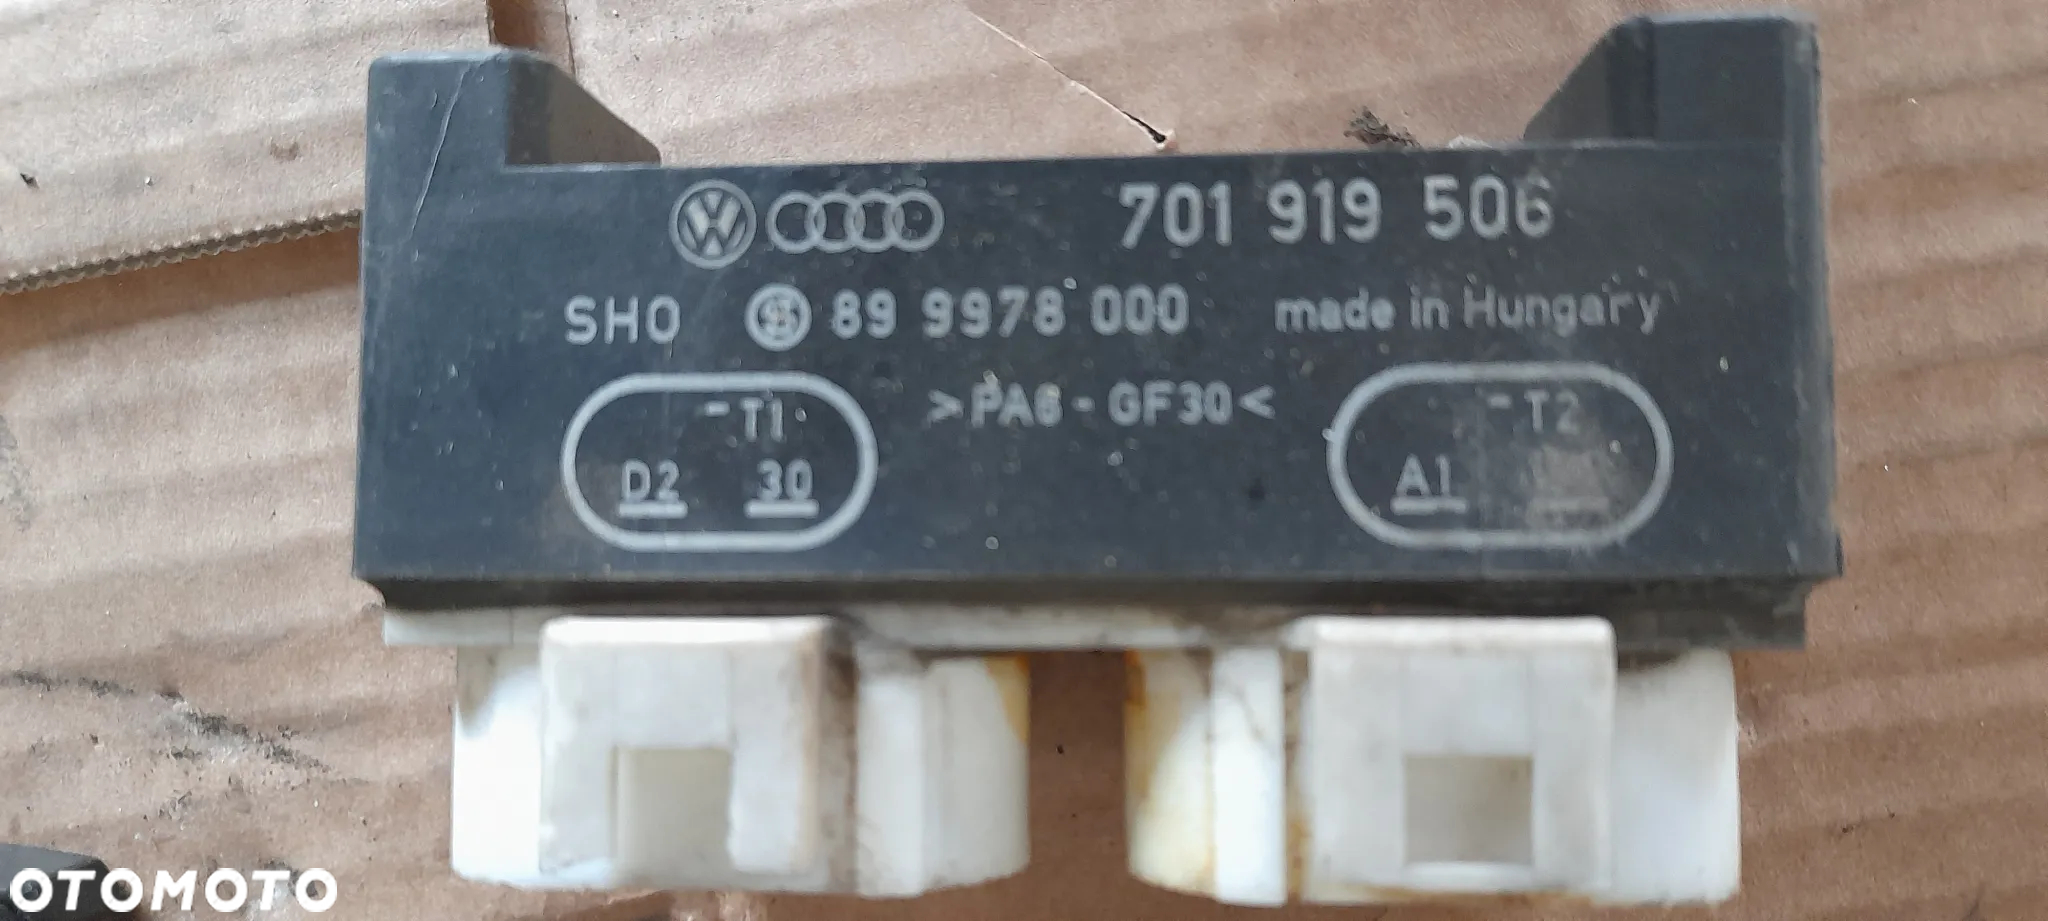 701 919 506
SHO 89 9978 000 made in Hungary
T1 >PA6-GF30< T2
D2 30 A1
OTOMOTO